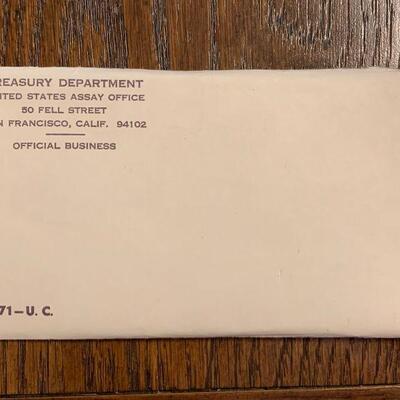 REASURY DEPARTMENT
NITED STATES ASSAY OFFICE
50 FELL STREET
N FRANCISCO, CALIF. 94102
OFFICIAL BUSINESS
71—U. C.